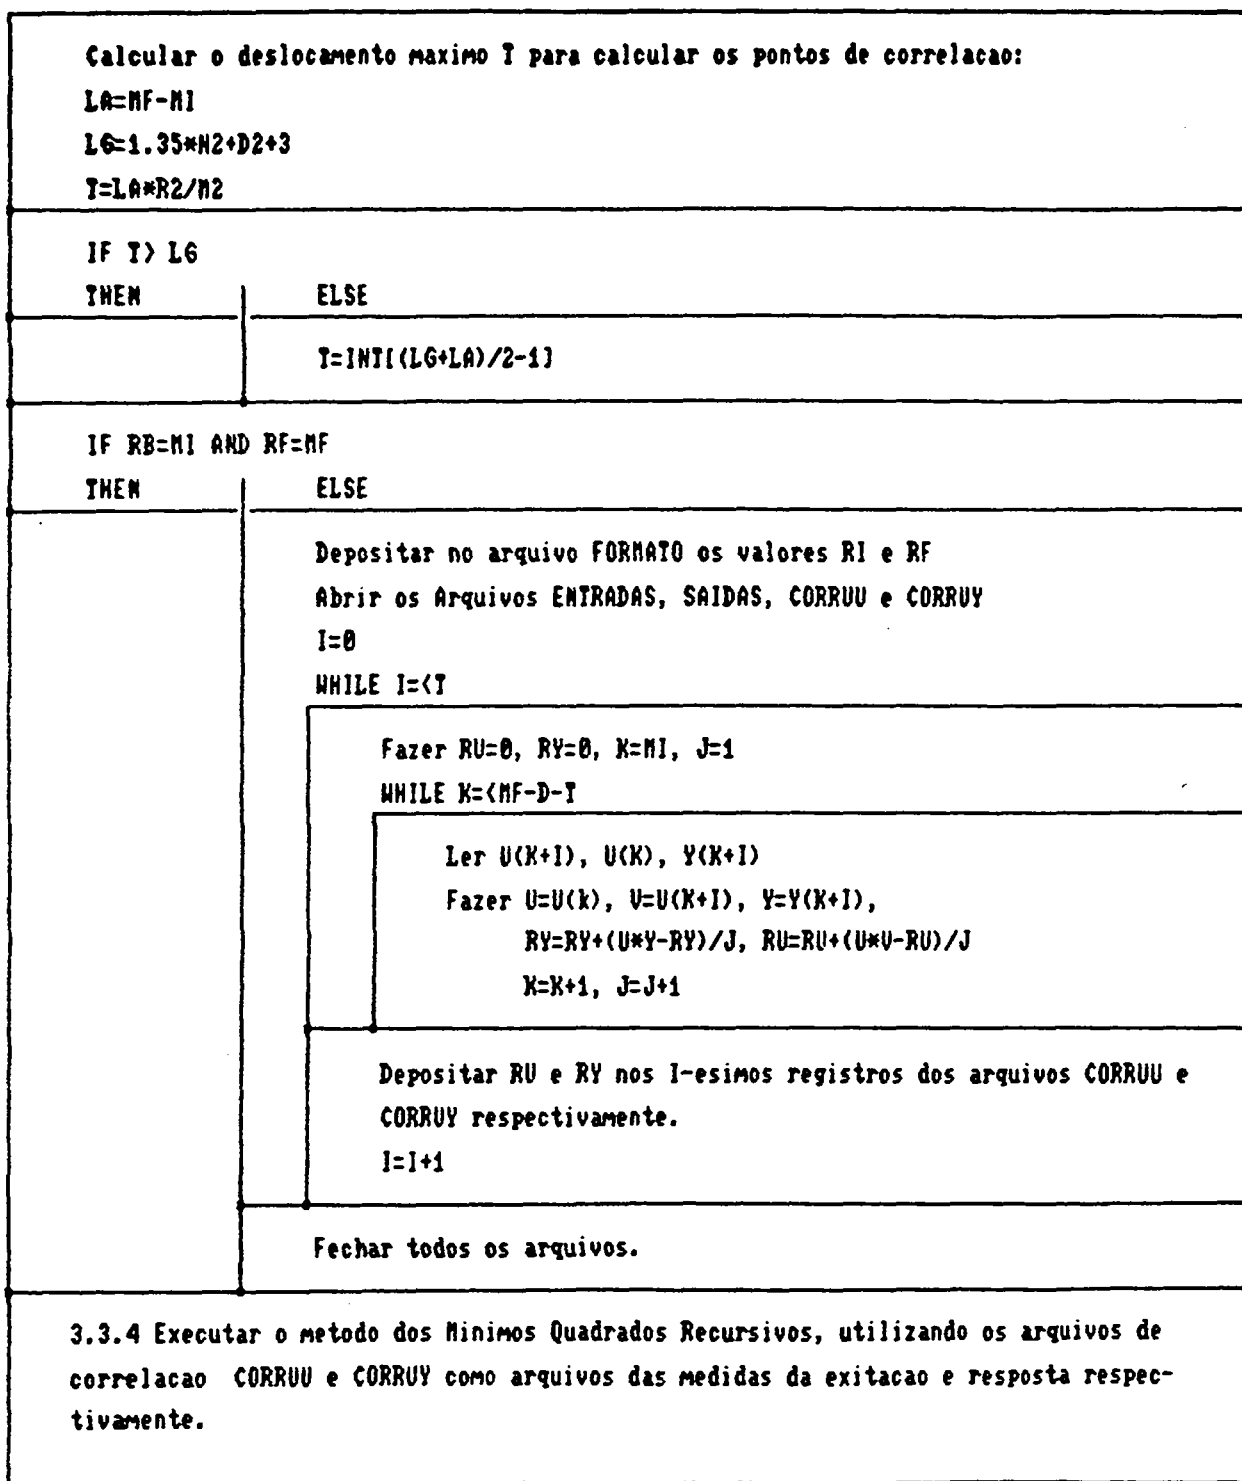 Calcular o deslocamento maximo T para calcular os pontos de correlacao:
LA=MF-MI
LG=1.35*N2+D2+3
T=LA*R2/M2
IF T> LG
THEN ELSE
T=INT[(LG+LA)/2-1]
IF RB=MI AND RF=MF
THEN ELSE
Depositar no arquivo FORMATO os valores RI e RF
Abrir os Arquivos ENTRADAS, SAIDAS, CORRUU e CORRUY
I=0
WHILE I=<T
Fazer RU=0, RY=0, K=MI, J=1
WHILE K=<MF-D-T
Ler U(K+I), U(K), Y(K+I)
Fazer U=U(k), V=U(K+I), Y=Y(K+I),
RY=RY+(U*Y-RY)/J, RU=RU+(U*V-RU)/J
K=K+1, J=J+1
Depositar RU e RY nos I-esimos registros dos arquivos CORRUU e
CORRUY respectivamente.
I=I+1
Fechar todos os arquivos.
3.3.4 Executar o metodo dos Minimos Quadrados Recursivos, utilizando os arquivos de
correlacao CORRUU e CORRUY como arquivos das medidas da exitacao e resposta respec-
tivamente.